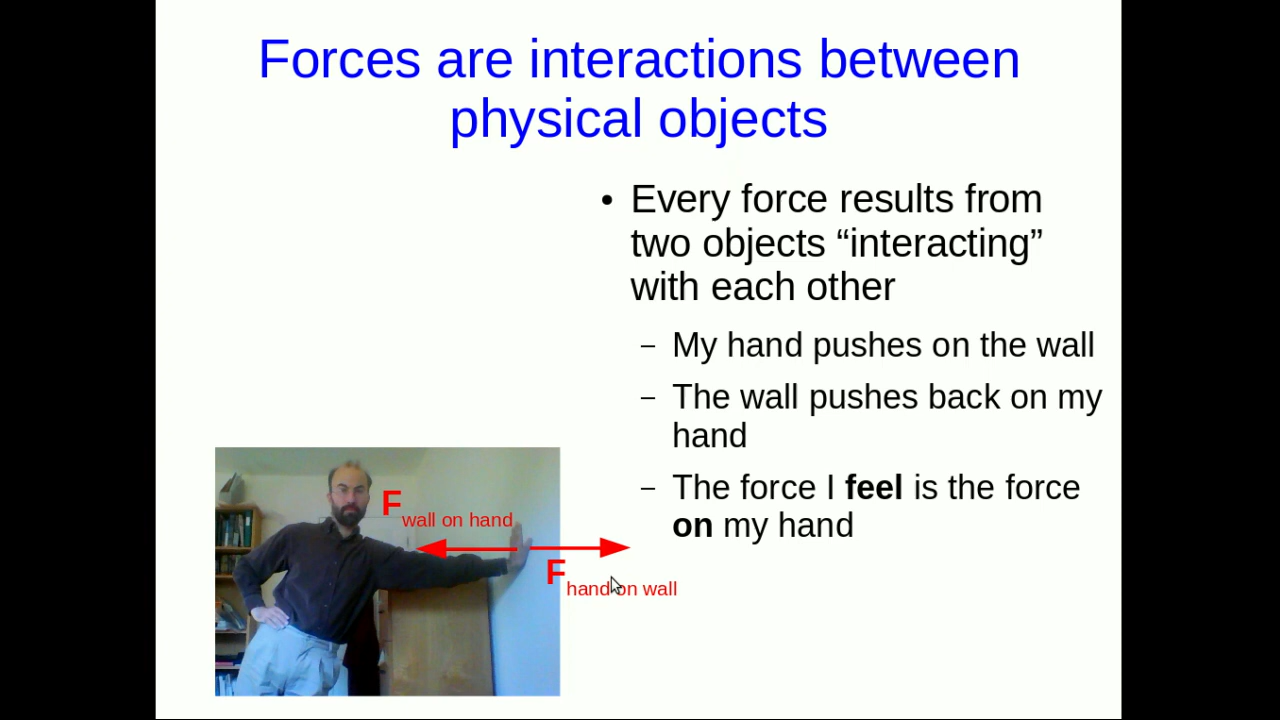 Forces are interactions between
physical objects
• Every force results from
two objects “interacting”
with each other
– My hand pushes on the wall
– The wall pushes back on my
hand
– The force I feel is the force
on my hand
F wall on hand
F hand on wall